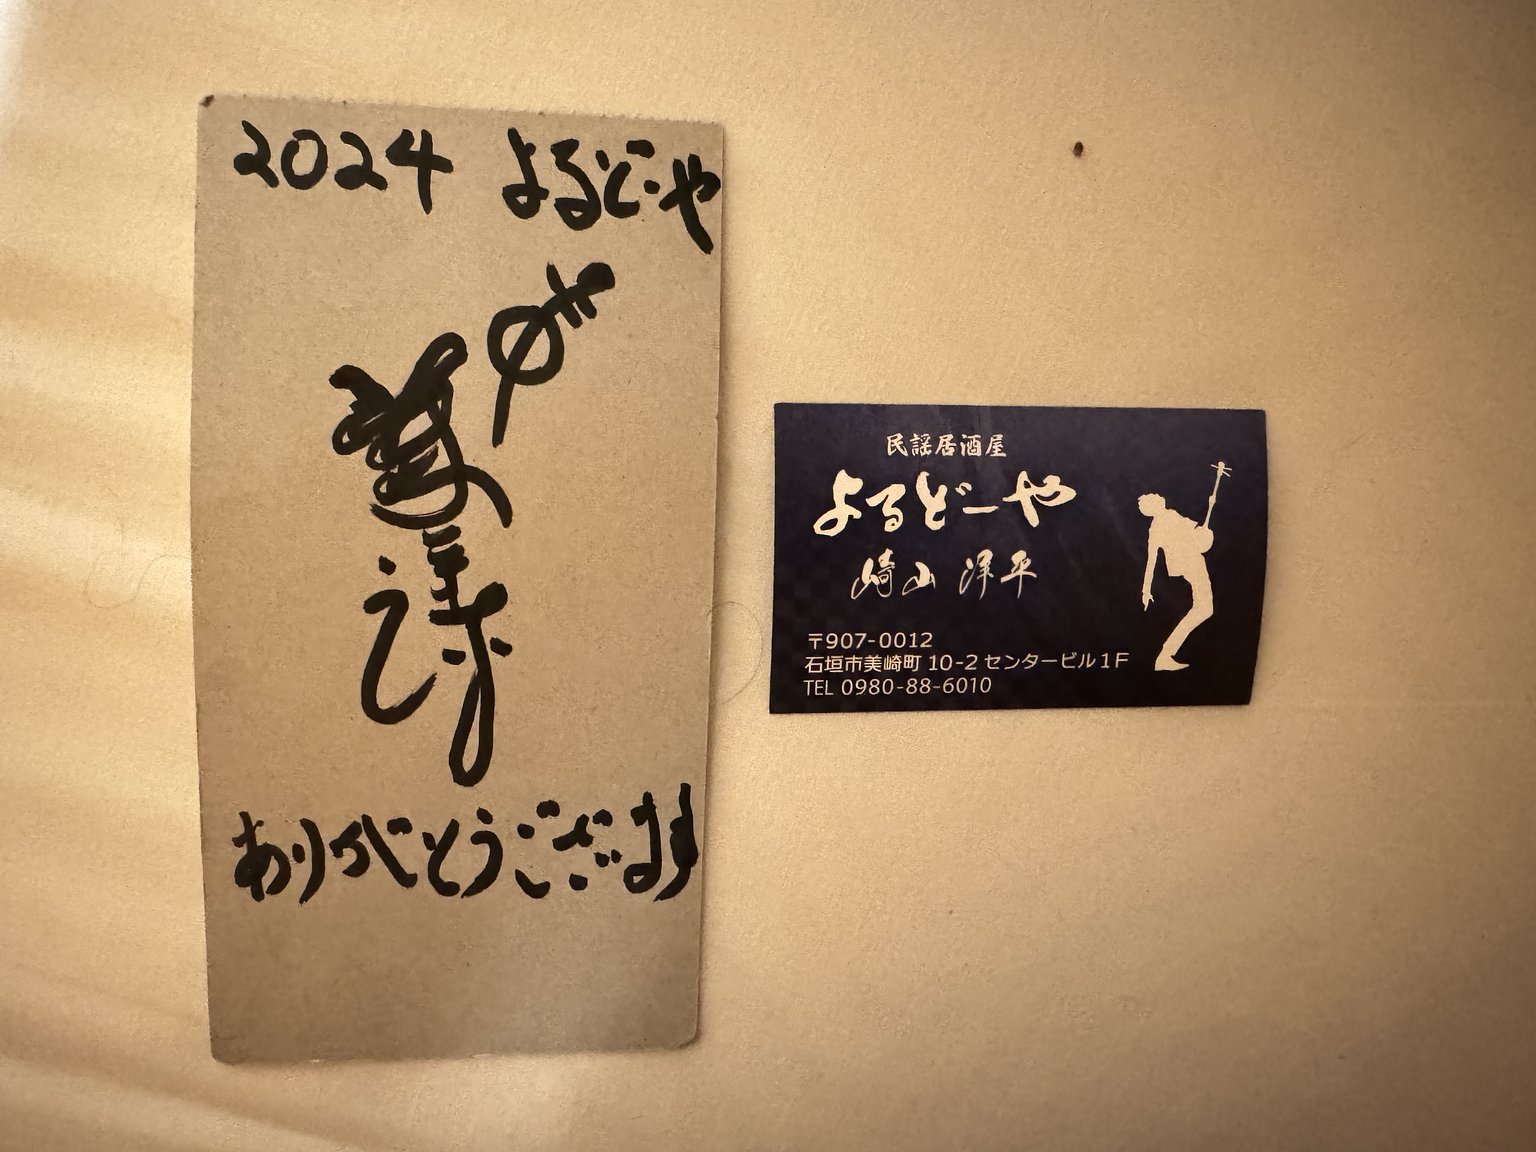 2024 よるどーや
ありがとうございます
民謡居酒屋
よるどーや
崎山 洋平
〒907-0012
石垣市美崎町 10-2 センタービル1F
TEL 0980-88-6010